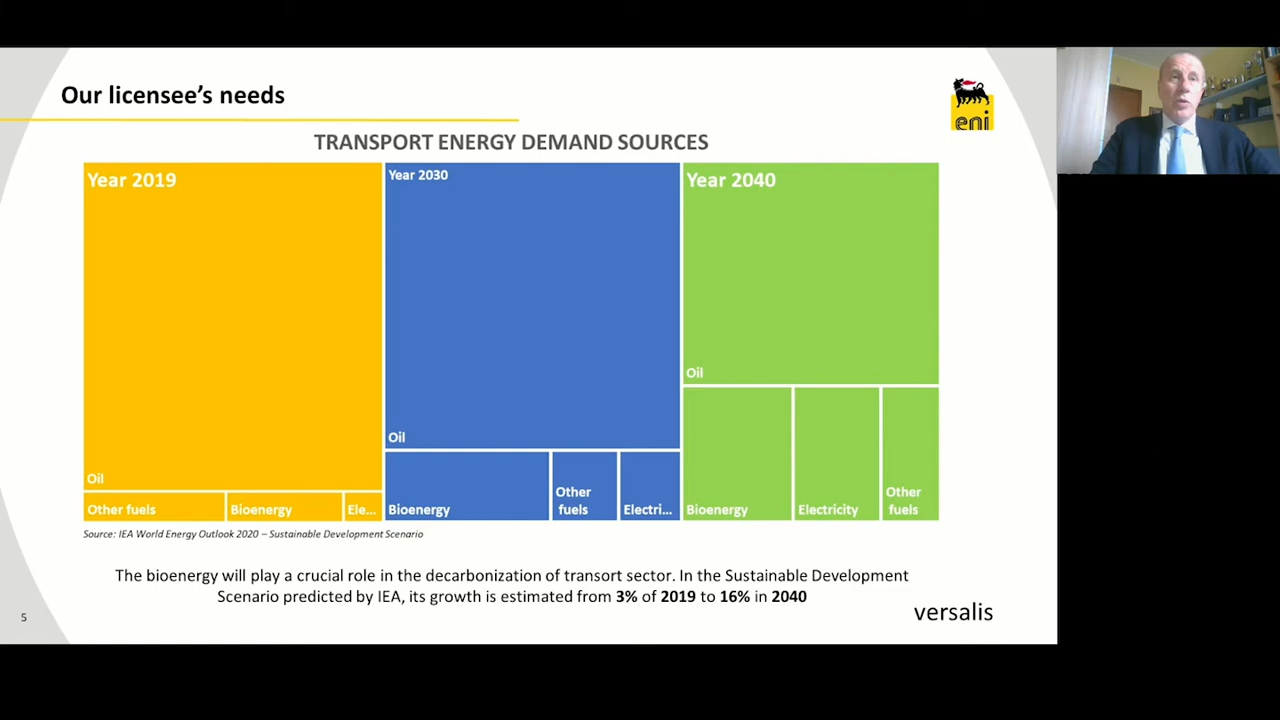 Our licensee's needs
eni
TRANSPORT ENERGY DEMAND SOURCES
Year 2019
Oil
Other fuels
Bioenergy
Ele...
Year 2030
Oil
Bioenergy
Other
fuels
Electri...
Year 2040
Oil
Bioenergy
Electricity
Other
fuels
Source: IEA World Energy Outlook 2020 – Sustainable Development Scenario
The bioenergy will play a crucial role in the decarbonization of transort sector. In the Sustainable Development
Scenario predicted by IEA, its growth is estimated from 3% of 2019 to 16% in 2040
5
versalis